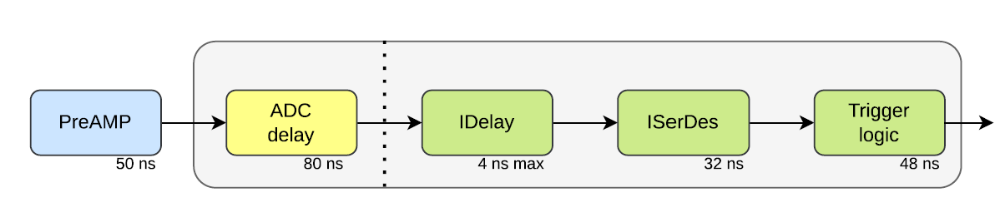 PreAMP
50 ns
ADC
delay
80 ns
IDelay
4 ns max
ISerDes
32 ns
Trigger
logic
48 ns